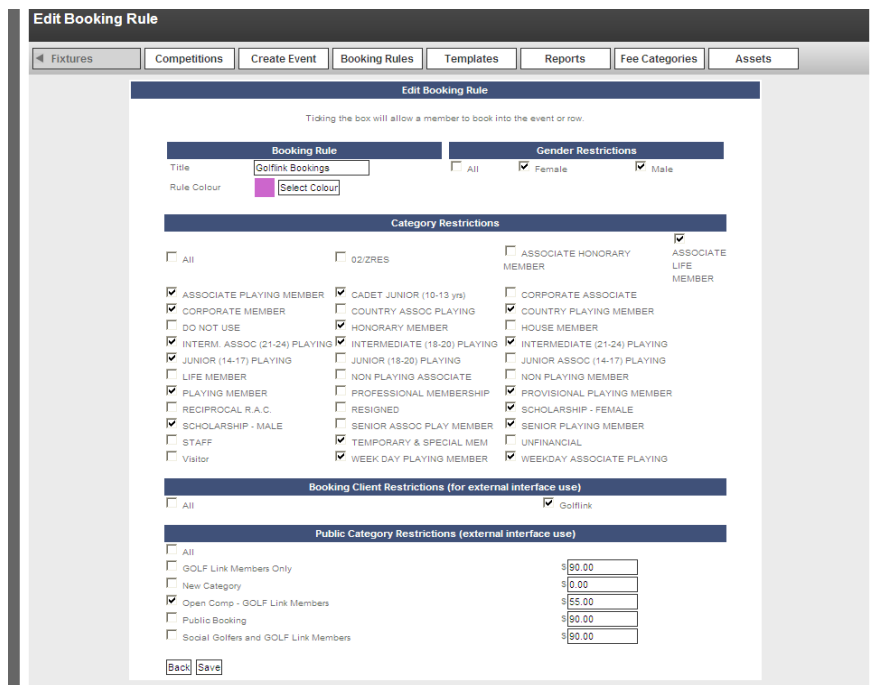 Edit Booking Rule
Fixtures Competitions Create Event Booking Rules Templates Reports Fee Categories Assets
Edit Booking Rule
Ticking the box will allow a member to book into the event or row.
Booking Rule Gender Restrictions
Title Golflink Bookings All Female Male
Rule Colour Select Colour
Category Restrictions
All 02/ZRES ASSOCIATE HONORARY MEMBER ASSOCIATE LIFE MEMBER
ASSOCIATE PLAYING MEMBER CADET JUNIOR (10-13 yrs) CORPORATE ASSOCIATE
CORPORATE MEMBER COUNTRY ASSOC PLAYING COUNTRY PLAYING MEMBER
DO NOT USE HONORARY MEMBER HOUSE MEMBER
INTERM. ASSOC (21-24) PLAYING INTERMEDIATE (18-20) PLAYING INTERMEDIATE (21-24) PLAYING
JUNIOR (14-17) PLAYING JUNIOR (18-20) PLAYING JUNIOR ASSOC (14-17) PLAYING
LIFE MEMBER NON PLAYING ASSOCIATE NON PLAYING MEMBER
PLAYING MEMBER PROFESSIONAL MEMBERSHIP PROVISIONAL PLAYING MEMBER
RECIPROCAL R.A.C. RESIGNED SCHOLARSHIP - FEMALE
SCHOLARSHIP - MALE SENIOR ASSOC PLAY MEMBER SENIOR PLAYING MEMBER
STAFF TEMPORARY & SPECIAL MEM UNFINANCIAL
Visitor WEEK DAY PLAYING MEMBER WEEKDAY ASSOCIATE PLAYING
Booking Client Restrictions (for external interface use)
All Golflink
Public Category Restrictions (external interface use)
All
GOLF Link Members Only $90.00
New Category $0.00
Open Comp - GOLF Link Members $55.00
Public Booking $90.00
Social Golfers and GOLF Link Members $90.00
Back Save